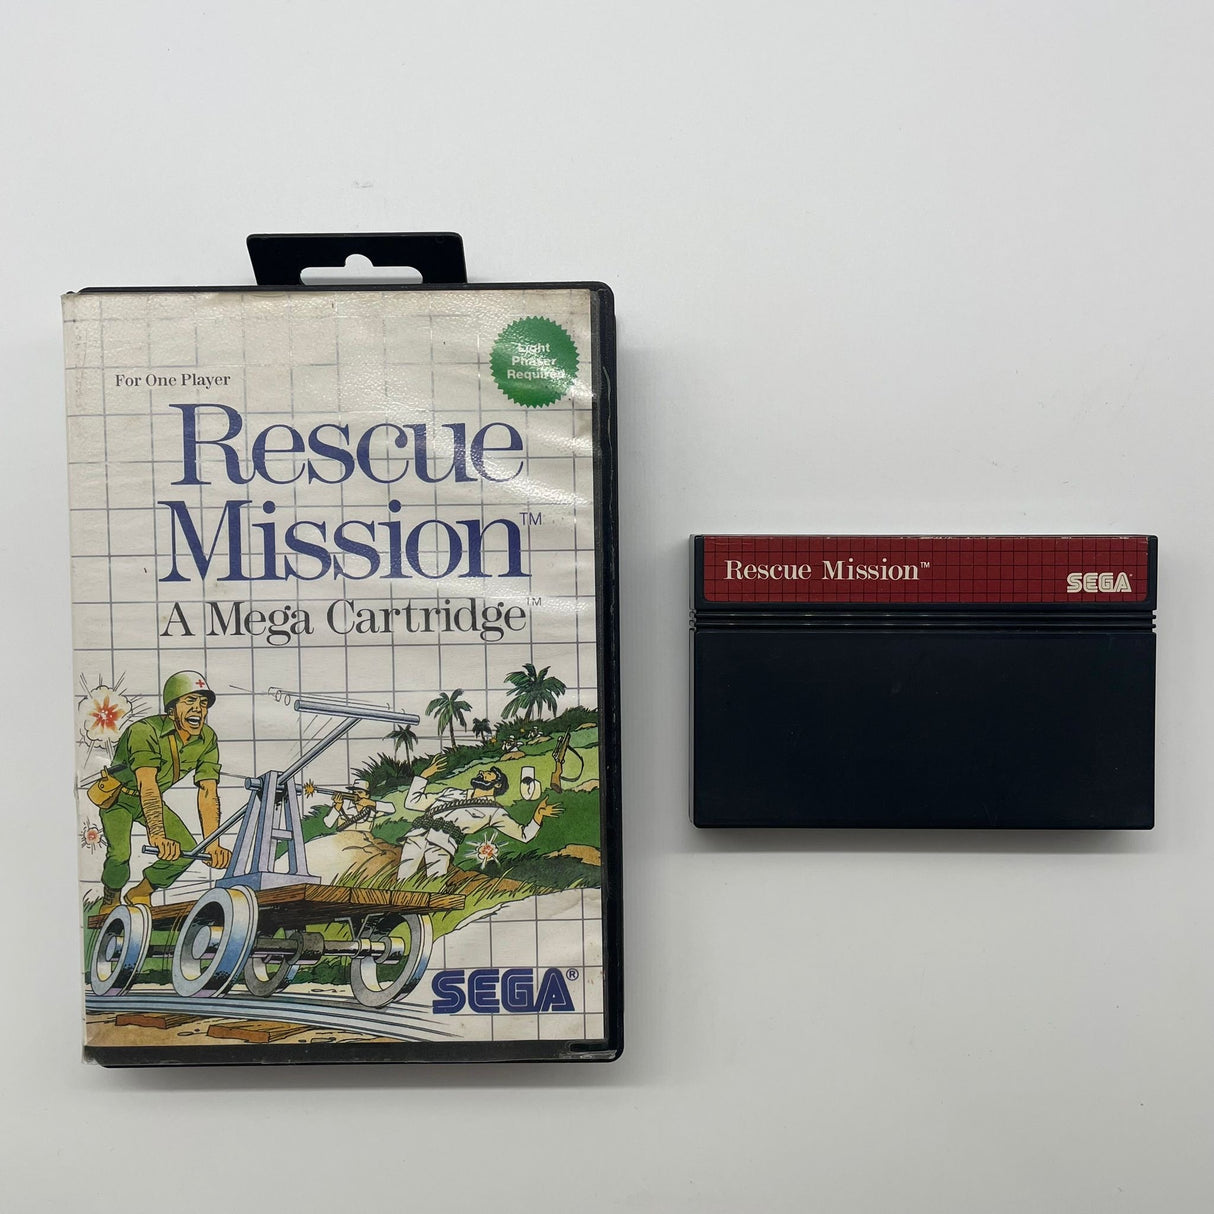 Light
Phaser
Required
For One Player
Rescue
Mission™
A Mega Cartridge™
SEGA®
Rescue Mission™
SEGA